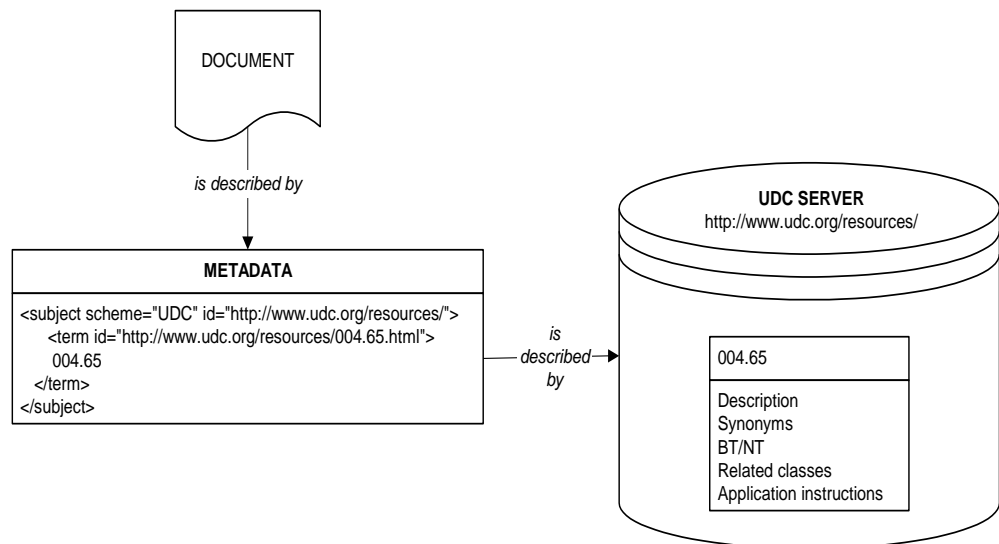 DOCUMENT
is described by
METADATA
<subject scheme="UDC" id="http://www.udc.org/resources/">
<term id="http://www.udc.org/resources/004.65.html">
004.65
</term>
</subject>
is
described
by
UDC SERVER
http://www.udc.org/resources/
004.65
Description
Synonyms
BT/NT
Related classes
Application instructions